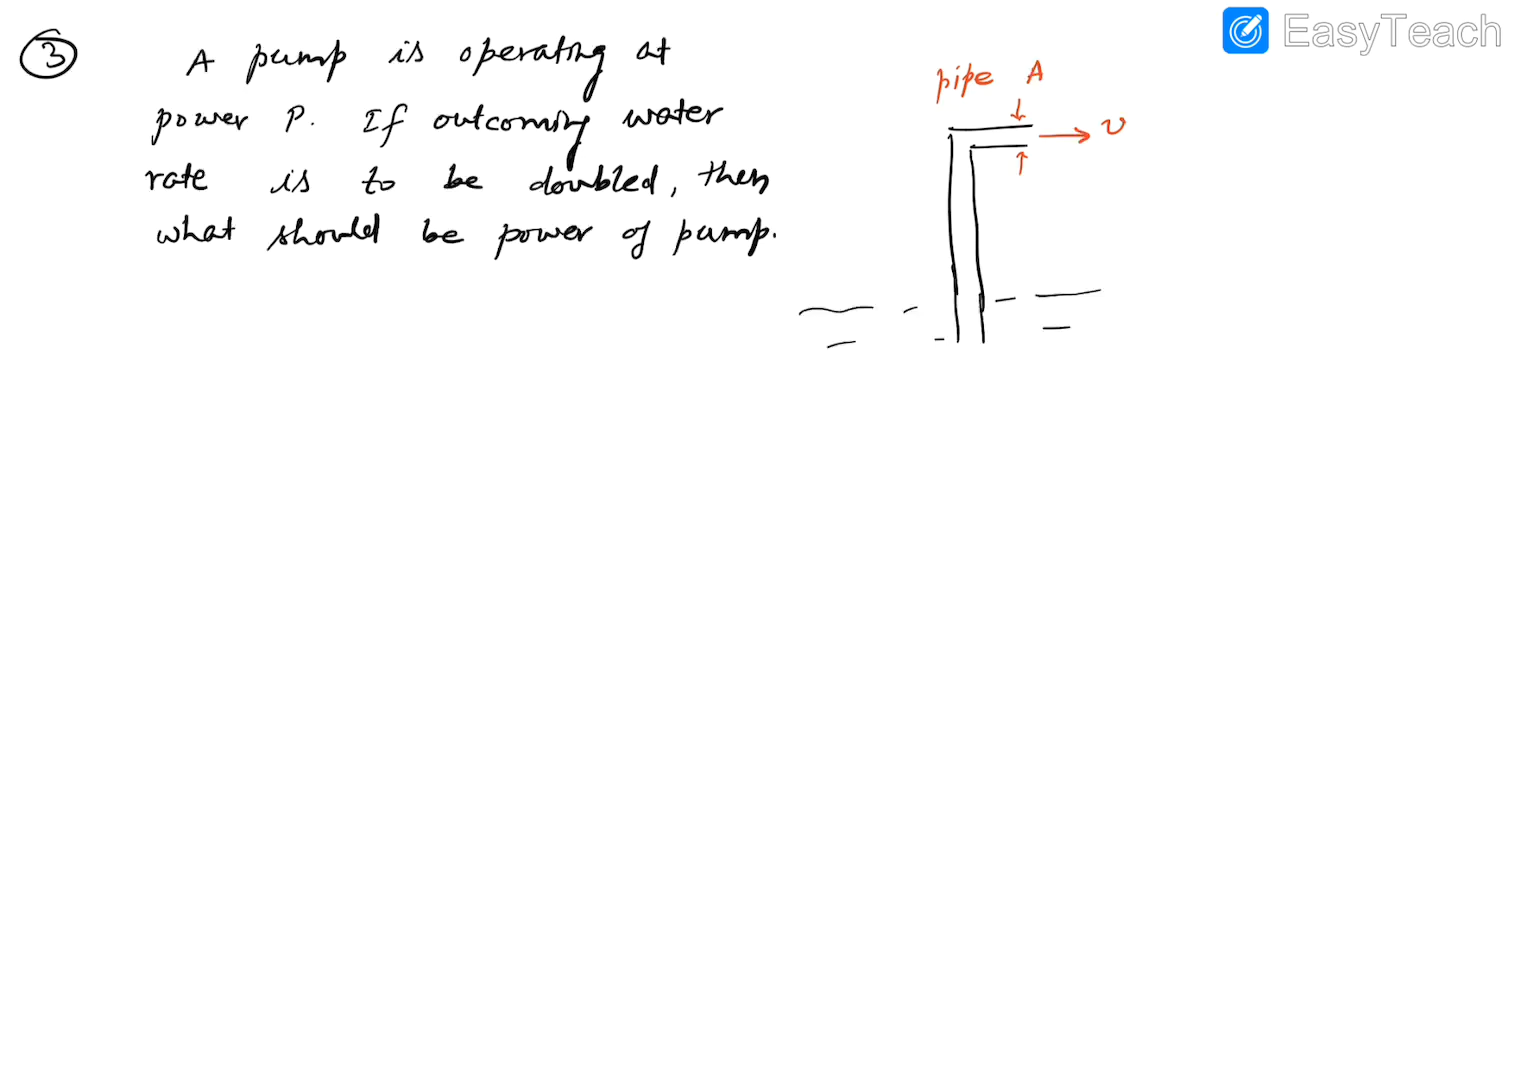 ③ A pump is operating at
power P. If outcoming water
rate is to be doubled, then
what should be power of pump.
pipe A
v
EasyTeach